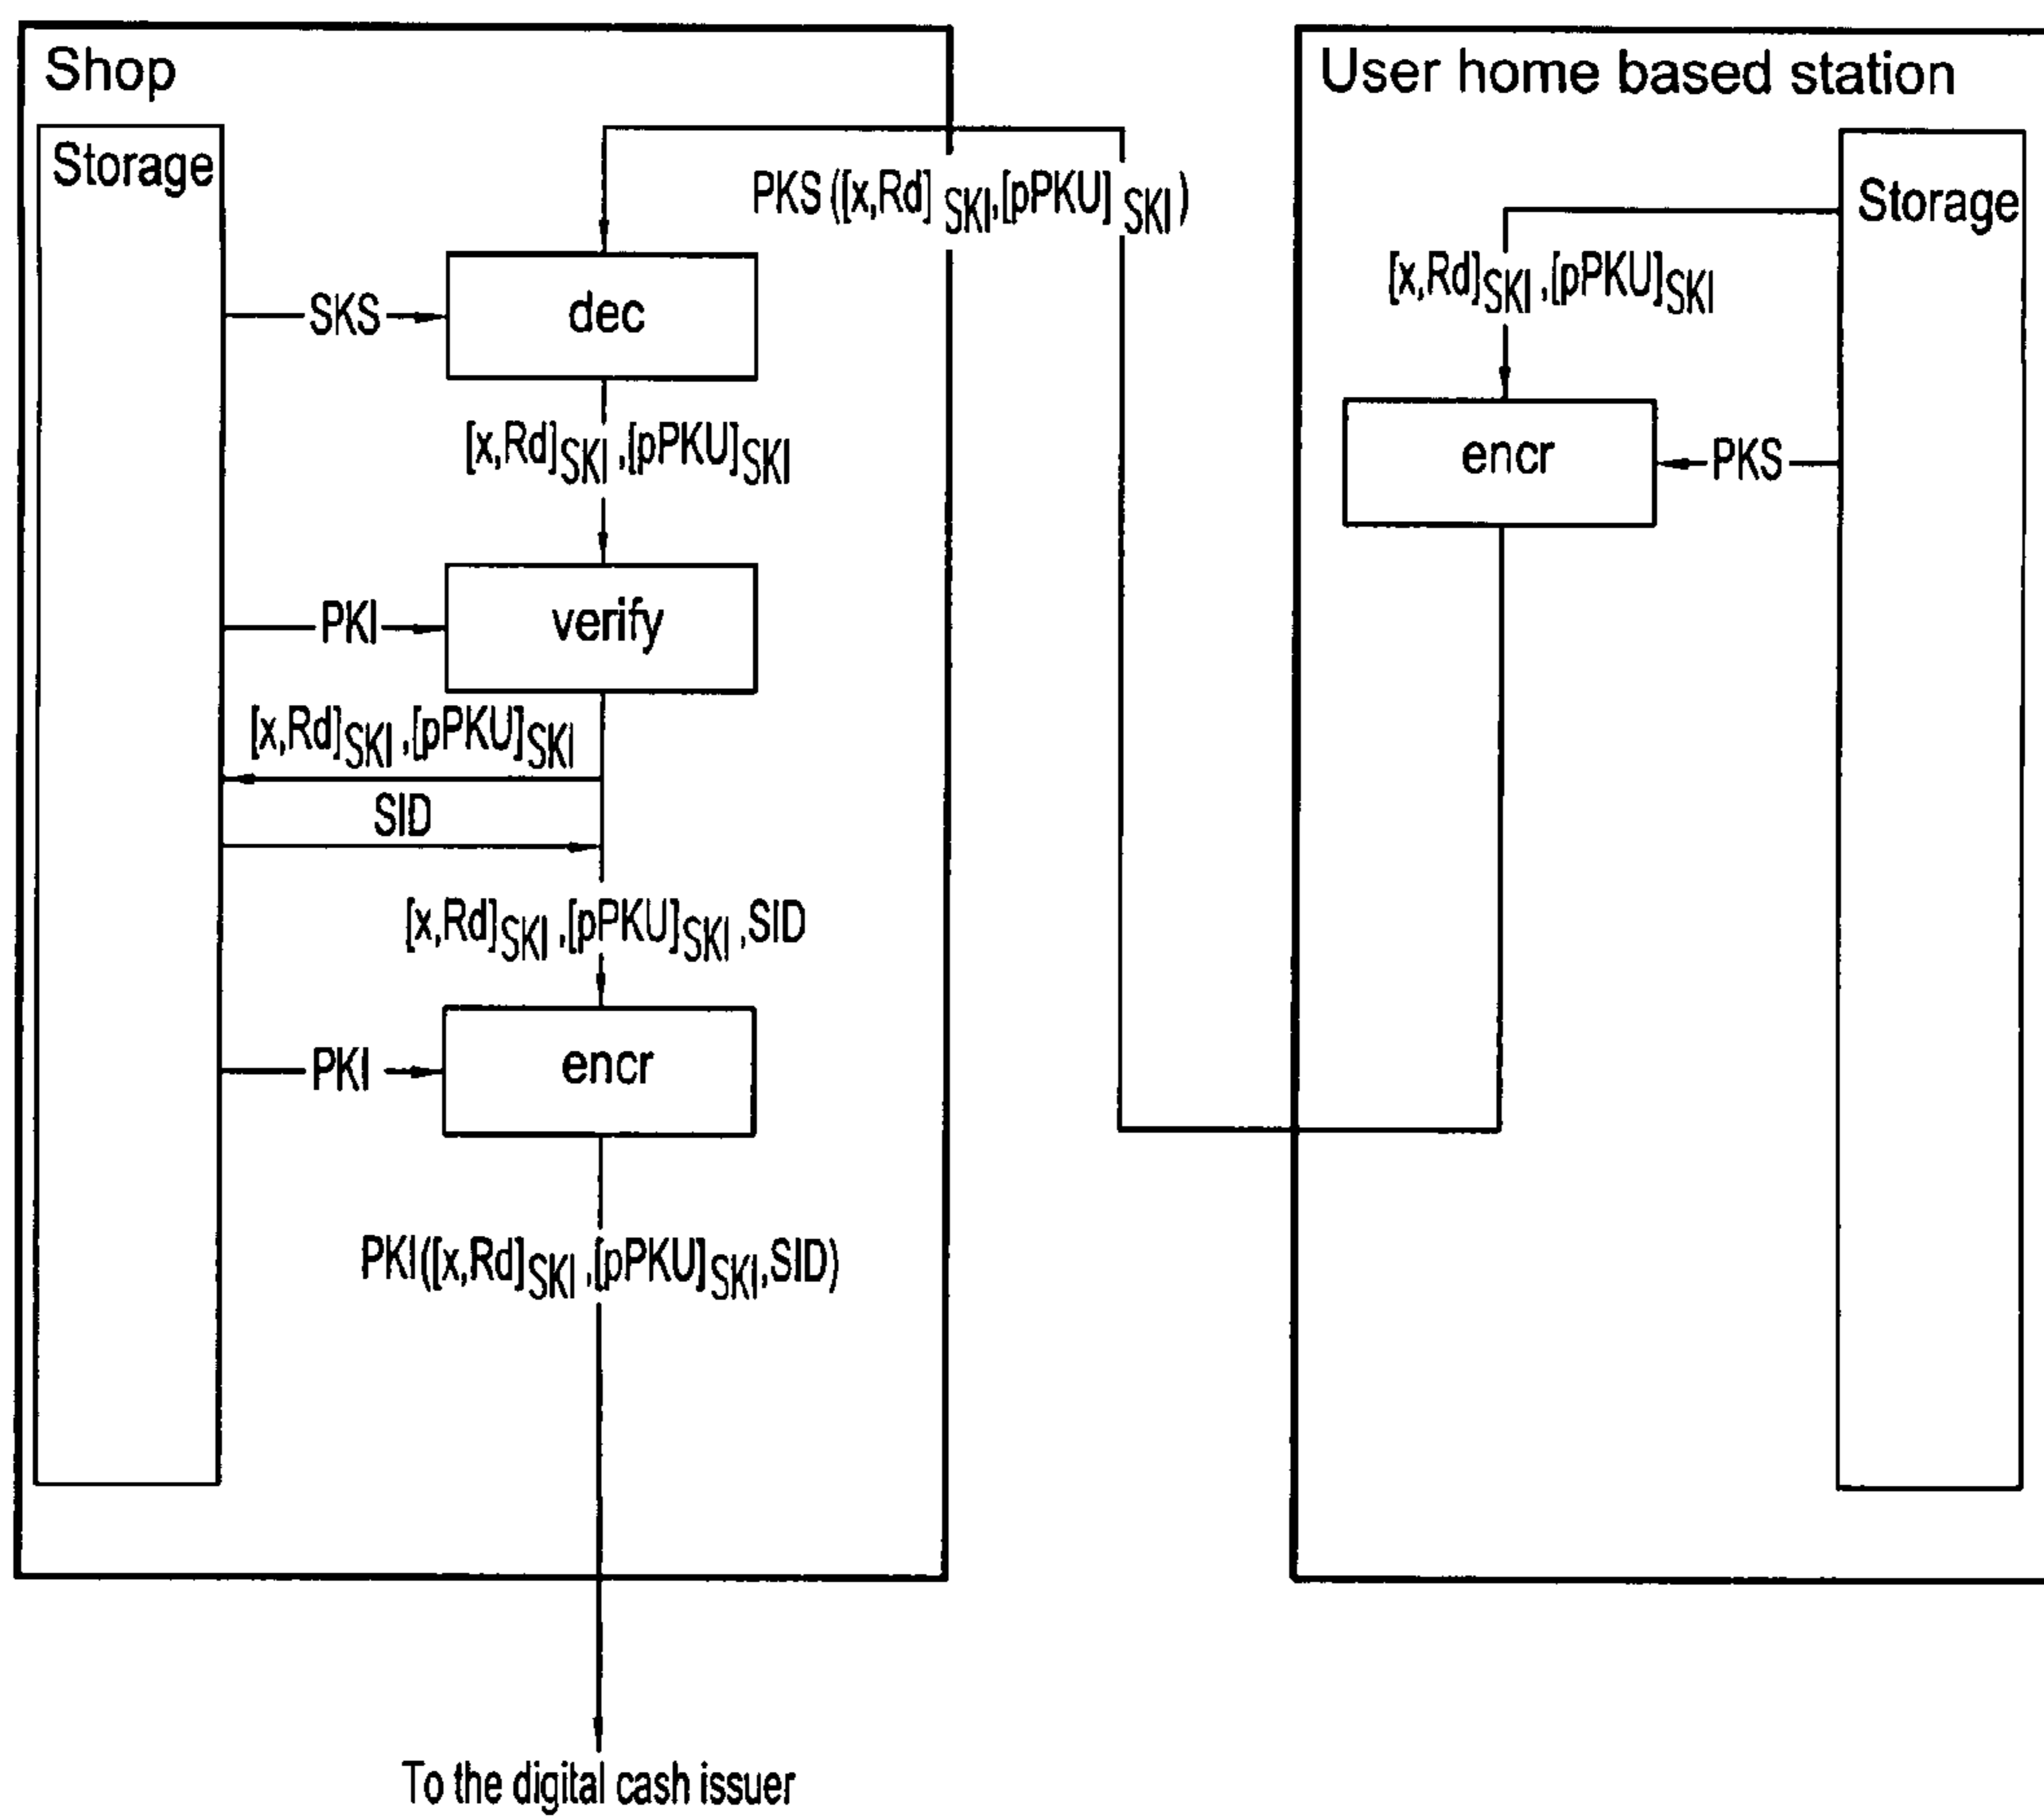 Shop
Storage
PKS([x,Rd]SKI,[pPKU]SKI)
SKS
dec
[x,Rd]SKI,[pPKU]SKI
PKI
verify
[x,Rd]SKI,[pPKU]SKI
SID
[x,Rd]SKI,[pPKU]SKI,SID
PKI
encr
PKI([x,Rd]SKI,[pPKU]SKI,SID)
To the digital cash issuer
User home based station
Storage
[x,Rd]SKI,[pPKU]SKI
encr
PKS